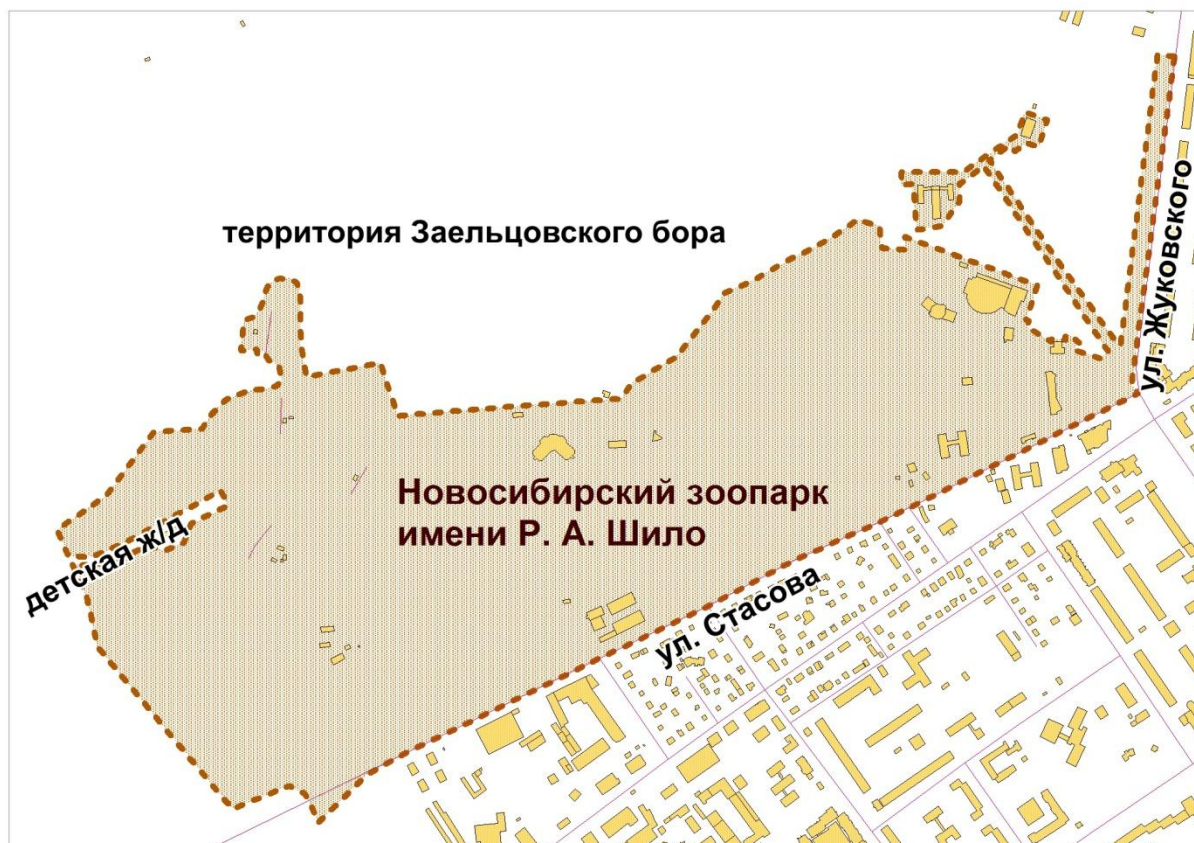 территория Заельцовского бора
ул. Жуковского
Новосибирский зоопарк
имени Р. А. Шило
детская ж/д
ул. Стасова